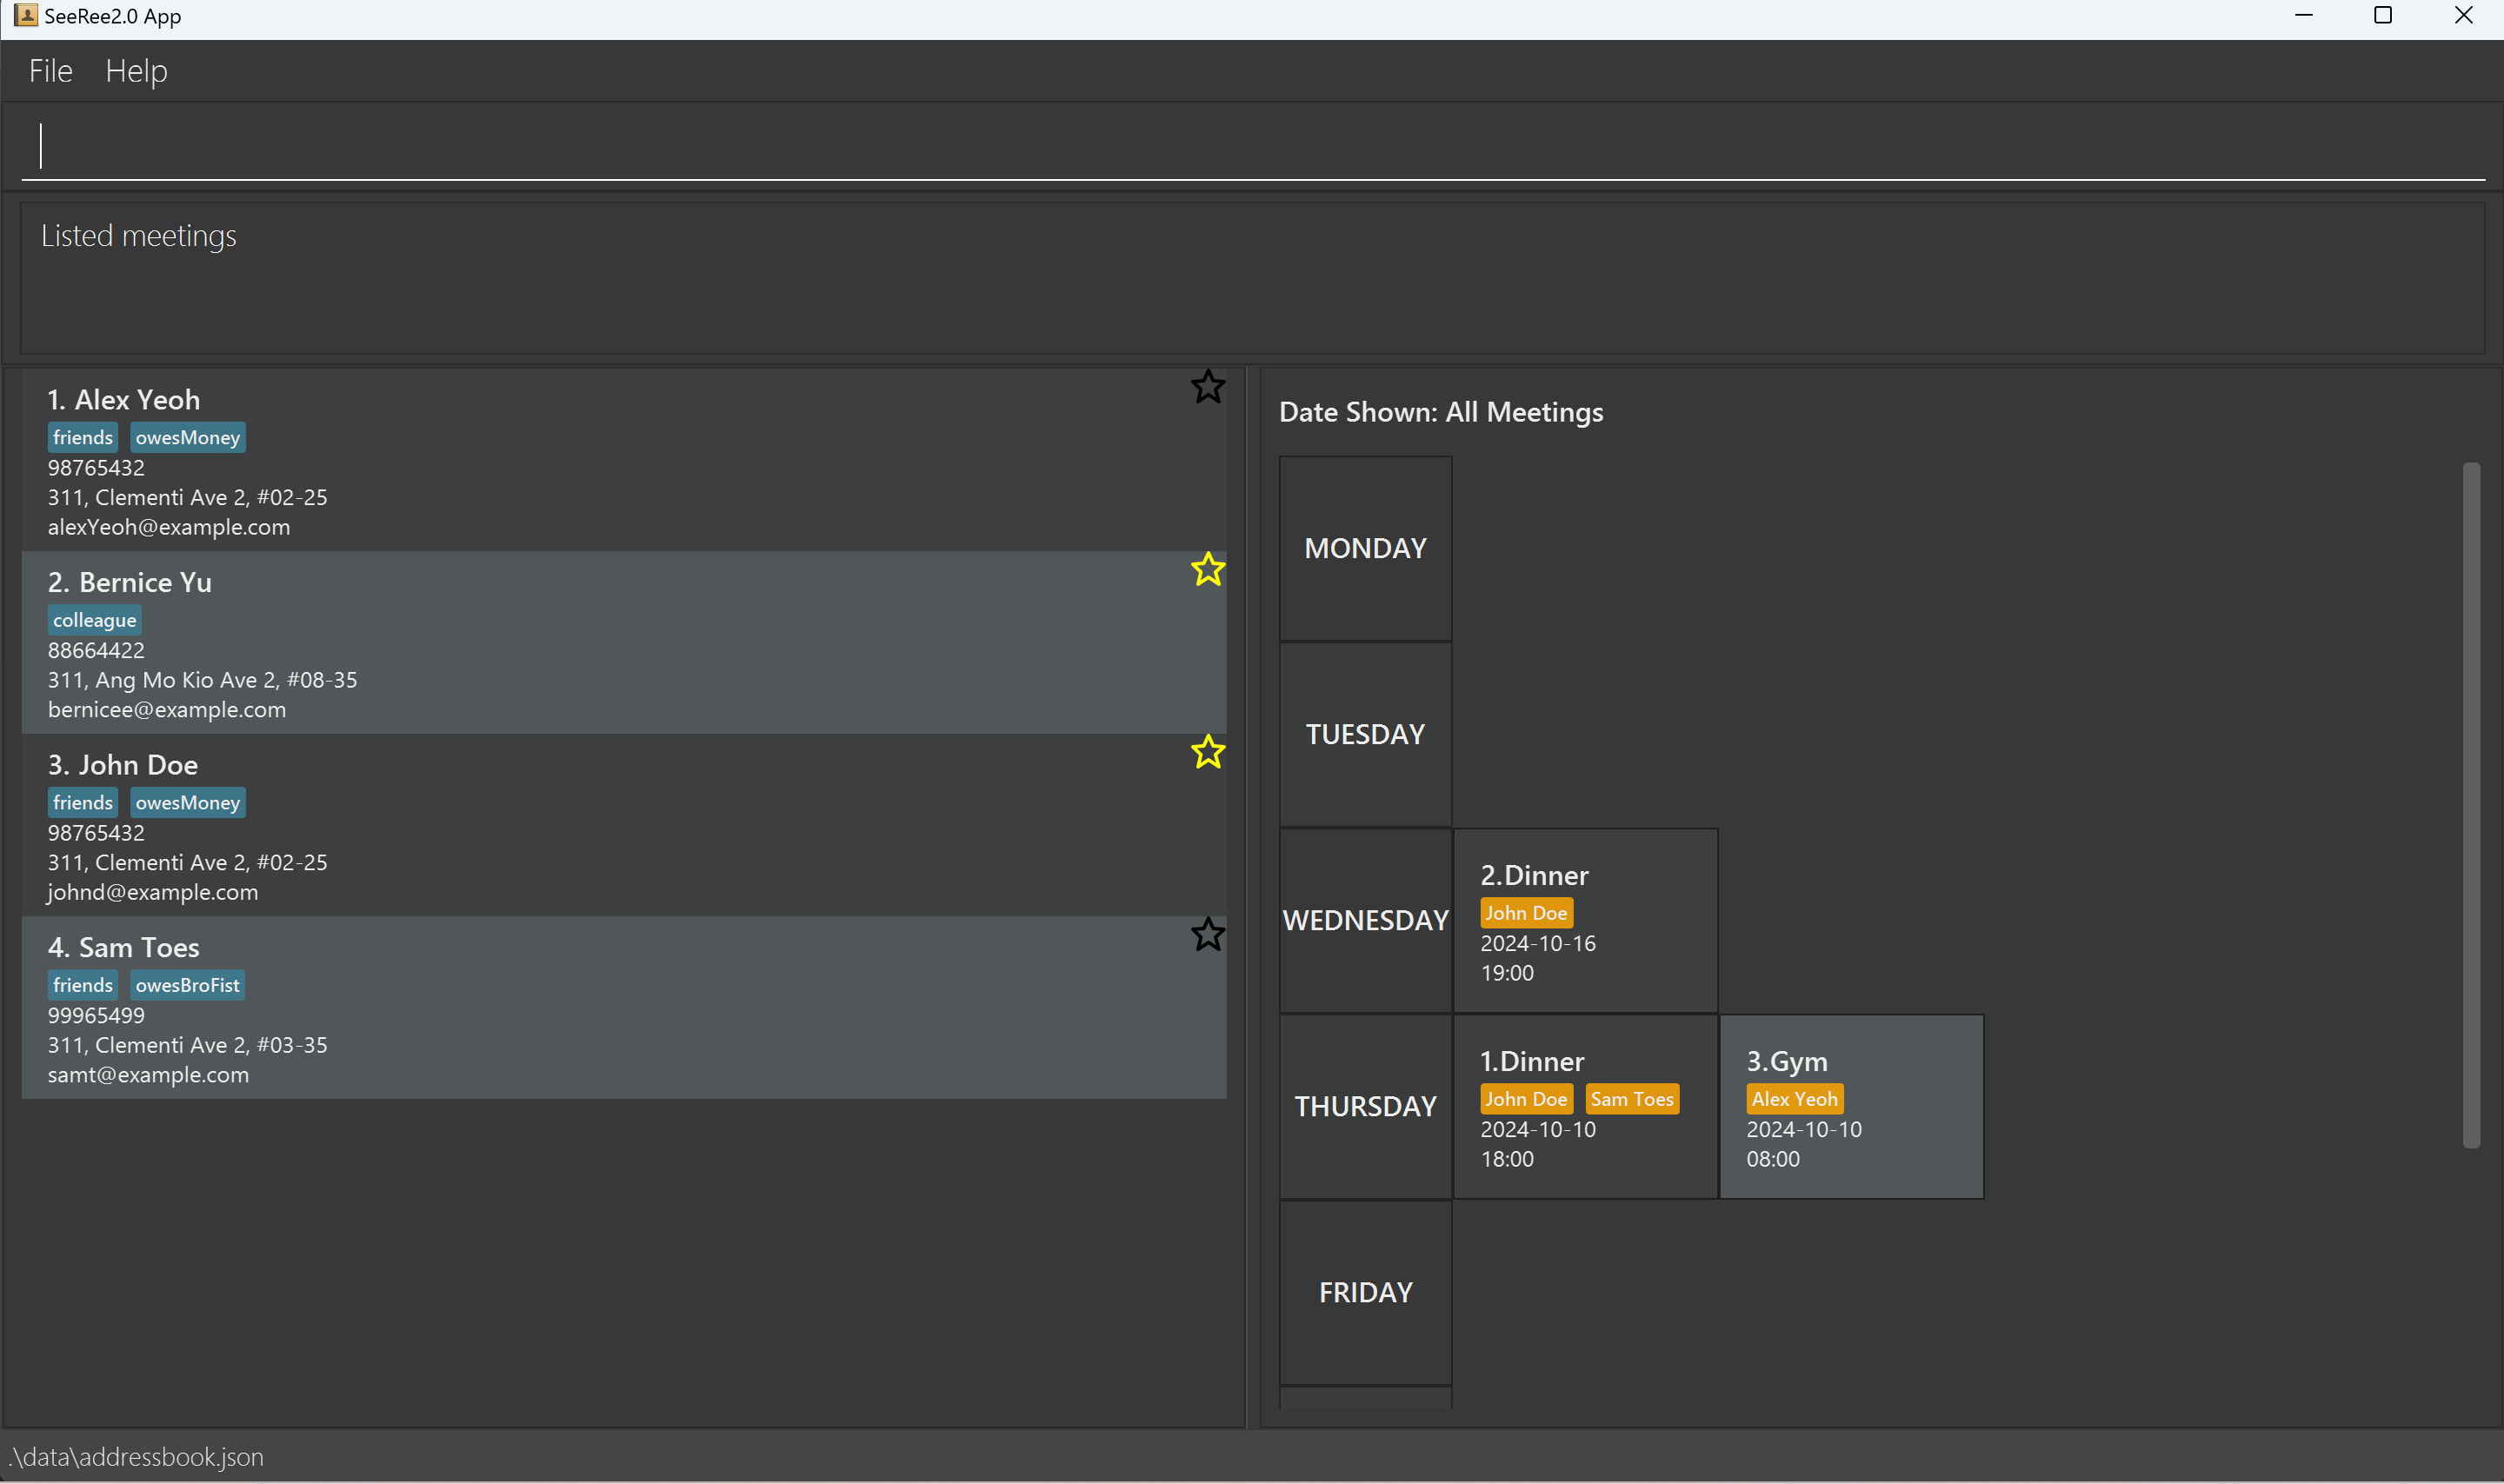 SeeRee2.0 App
File Help
Listed meetings
1. Alex Yeoh
friends owesMoney
98765432
311, Clementi Ave 2, #02-25
alexYeoh@example.com
2. Bernice Yu
colleague
88664422
311, Ang Mo Kio Ave 2, #08-35
bernicee@example.com
3. John Doe
friends owesMoney
98765432
311, Clementi Ave 2, #02-25
johnd@example.com
4. Sam Toes
friends owesBroFist
99965499
311, Clementi Ave 2, #03-35
samt@example.com
Date Shown: All Meetings
MONDAY
TUESDAY
WEDNESDAY
2.Dinner
John Doe
2024-10-16
19:00
THURSDAY
1.Dinner
John Doe Sam Toes
2024-10-10
18:00
3.Gym
Alex Yeoh
2024-10-10
08:00
FRIDAY
.\data\addressbook.json